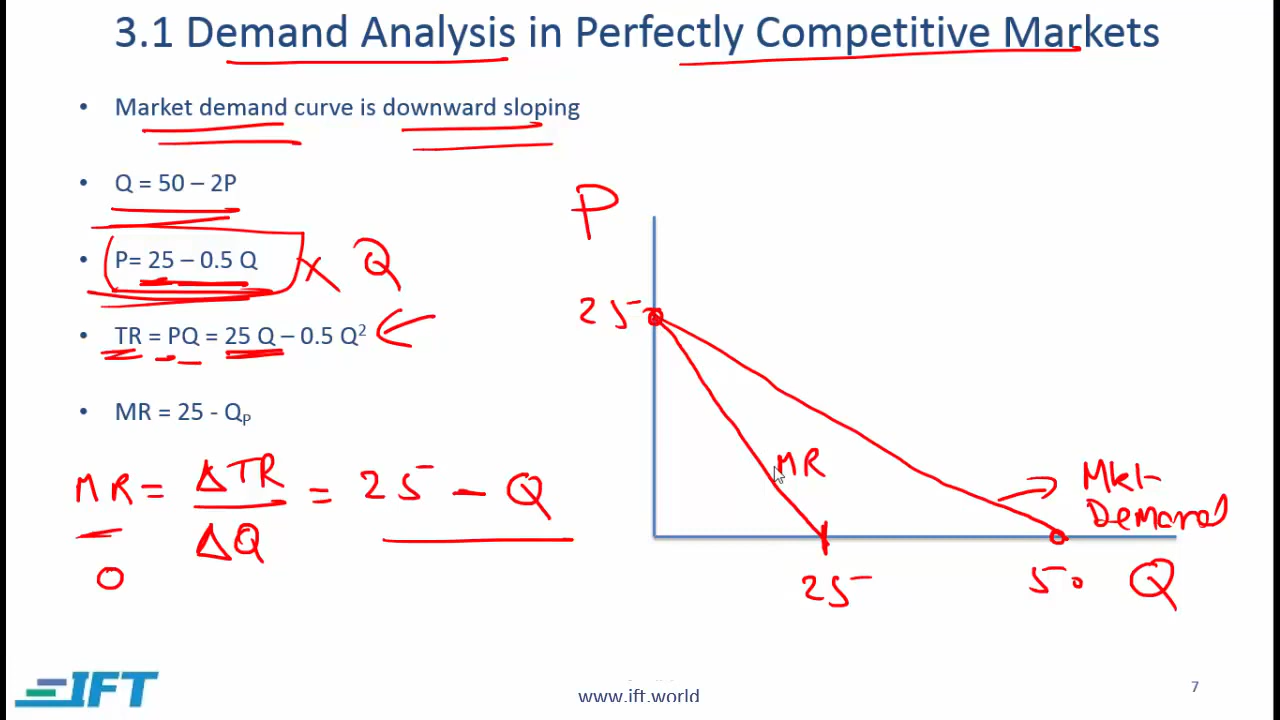 3.1 Demand Analysis in Perfectly Competitive Markets
• Market demand curve is downward sloping
• Q = 50 – 2P
• P= 25 – 0.5 Q
x Q
• TR = PQ = 25 Q – 0.5 Q²
• MR = 25 - Qₚ
MR = ΔTR / ΔQ = 25 - Q
0
P
25
MR
Mkt
Demand
25
50
Q
IFT
www.ift.world
7